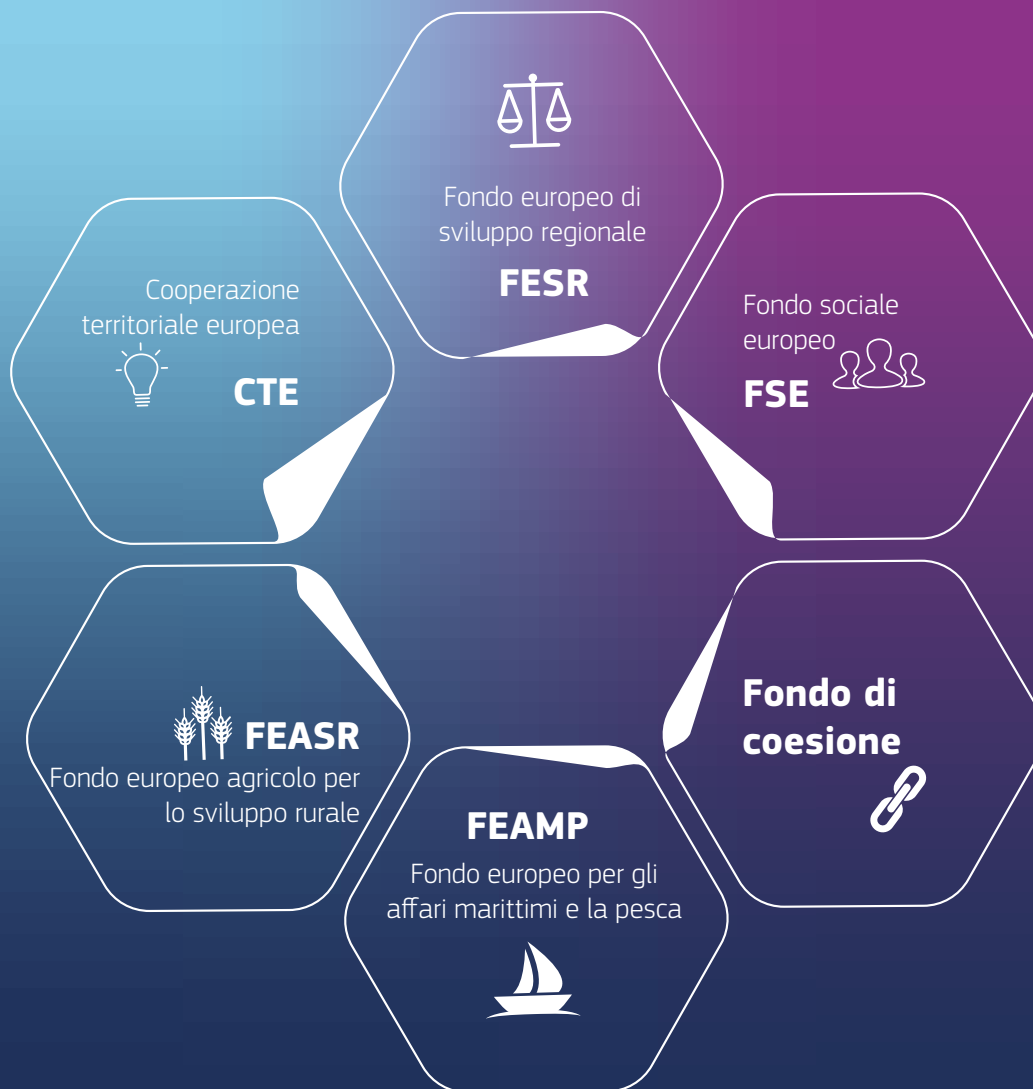 Fondo europeo di
sviluppo regionale
FESR
Cooperazione
territoriale europea
CTE
Fondo sociale
europeo
FSE
FEASR
Fondo europeo agricolo per
lo sviluppo rurale
Fondo di
coesione
FEAMP
Fondo europeo per gli
affari marittimi e la pesca